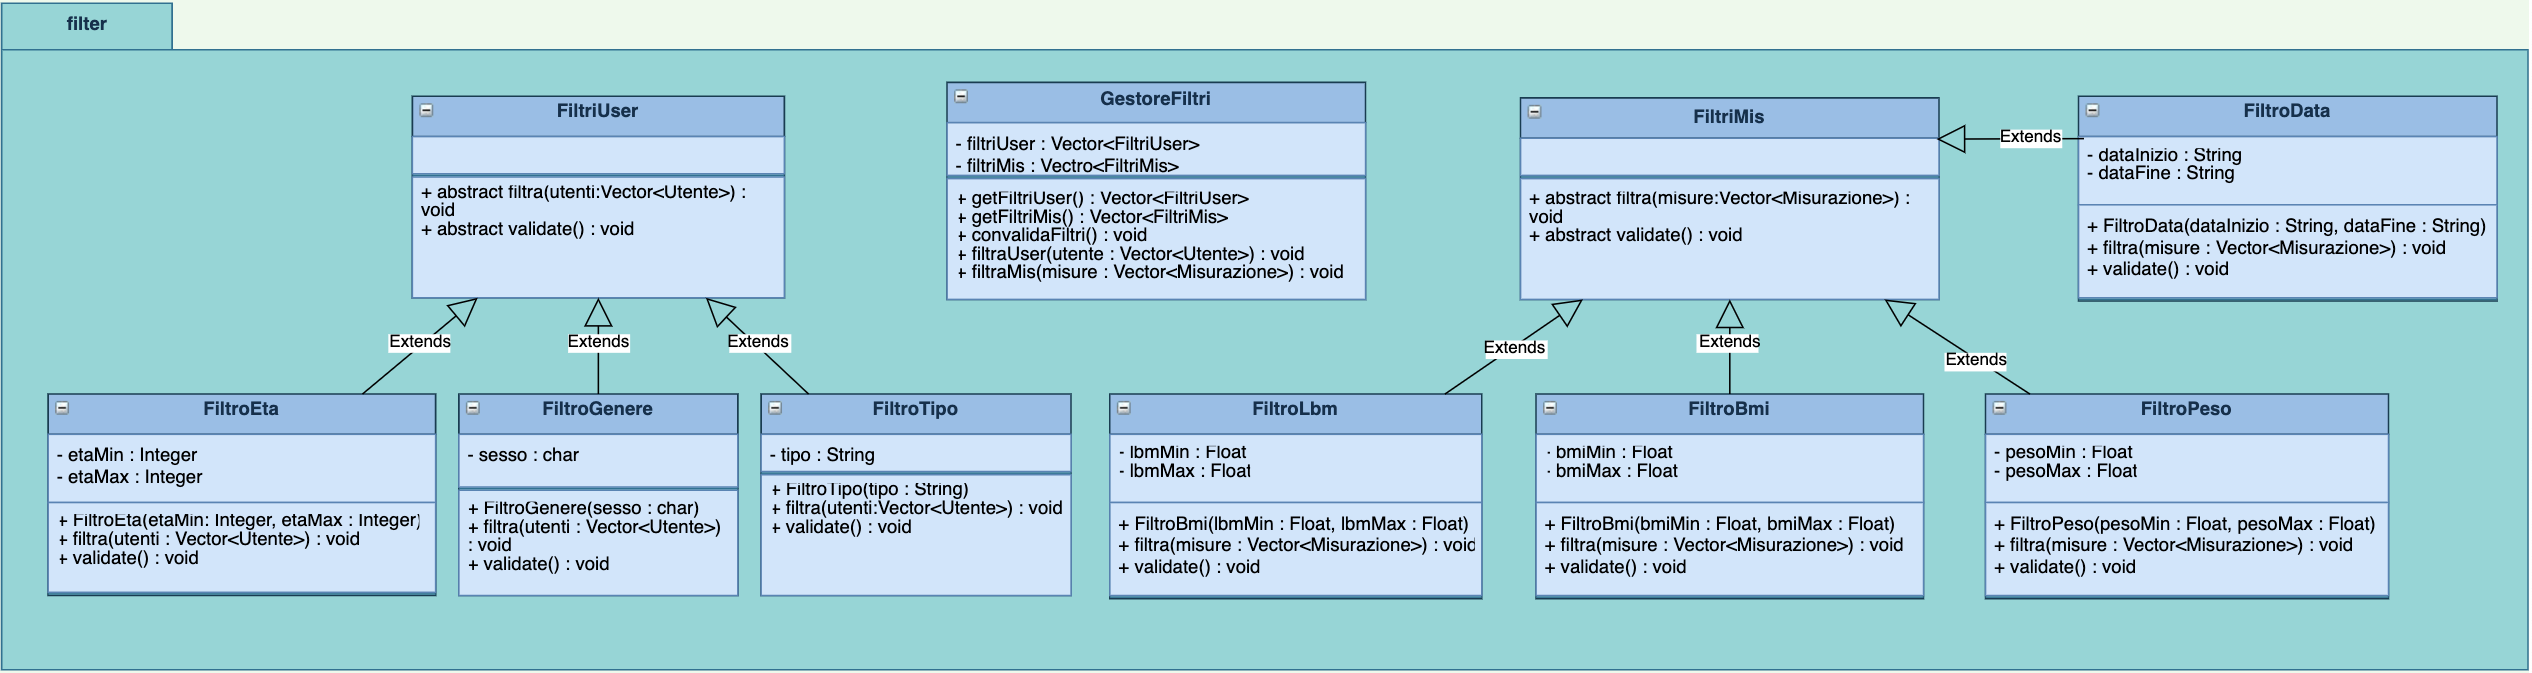 filter
FiltriUser
+ abstract filtra(utenti:Vector<Utente>) :
void
+ abstract validate() : void
GestoreFiltri
- filtriUser : Vector<FiltriUser>
- filtriMis : Vectro<FiltriMis>
+ getFiltriUser() : Vector<FiltriUser>
+ getFiltriMis() : Vector<FiltriMis>
+ convalidaFiltri() : void
+ filtraUser(utente : Vector<Utente>) : void
+ filtraMis(misure : Vector<Misurazione>) : void
FiltriMis
+ abstract filtra(misure:Vector<Misurazione>) :
void
+ abstract validate() : void
Extends
FiltroData
- dataInizio : String
- dataFine : String
+ FiltroData(dataInizio : String, dataFine : String)
+ filtra(misure : Vector<Misurazione>) : void
+ validate() : void
Extends
Extends
Extends
Extends
Extends
Extends
FiltroEta
- etaMin : Integer
- etaMax : Integer
+ FiltroEta(etaMin: Integer, etaMax : Integer)
+ filtra(utenti : Vector<Utente>) : void
+ validate() : void
FiltroGenere
- sesso : char
+ FiltroGenere(sesso : char)
+ filtra(utenti : Vector<Utente>)
: void
+ validate() : void
FiltroTipo
- tipo : String
+ FiltroTipo(tipo : String)
+ filtra(utenti:Vector<Utente>) : void
+ validate() : void
FiltroLbm
- lbmMin : Float
- lbmMax : Float
+ FiltroBmi(lbmMin : Float, lbmMax : Float)
+ filtra(misure : Vector<Misurazione>) : void
+ validate() : void
FiltroBmi
- bmiMin : Float
- bmiMax : Float
+ FiltroBmi(bmiMin : Float, bmiMax : Float)
+ filtra(misure : Vector<Misurazione>) : void
+ validate() : void
FiltroPeso
- pesoMin : Float
- pesoMax : Float
+ FiltroPeso(pesoMin : Float, pesoMax : Float)
+ filtra(misure : Vector<Misurazione>) : void
+ validate() : void